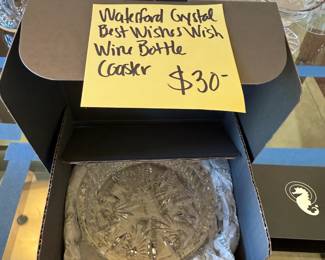 Waterford Crystal
Best Wishes Wish
Wine Bottle
Coaster
$30-